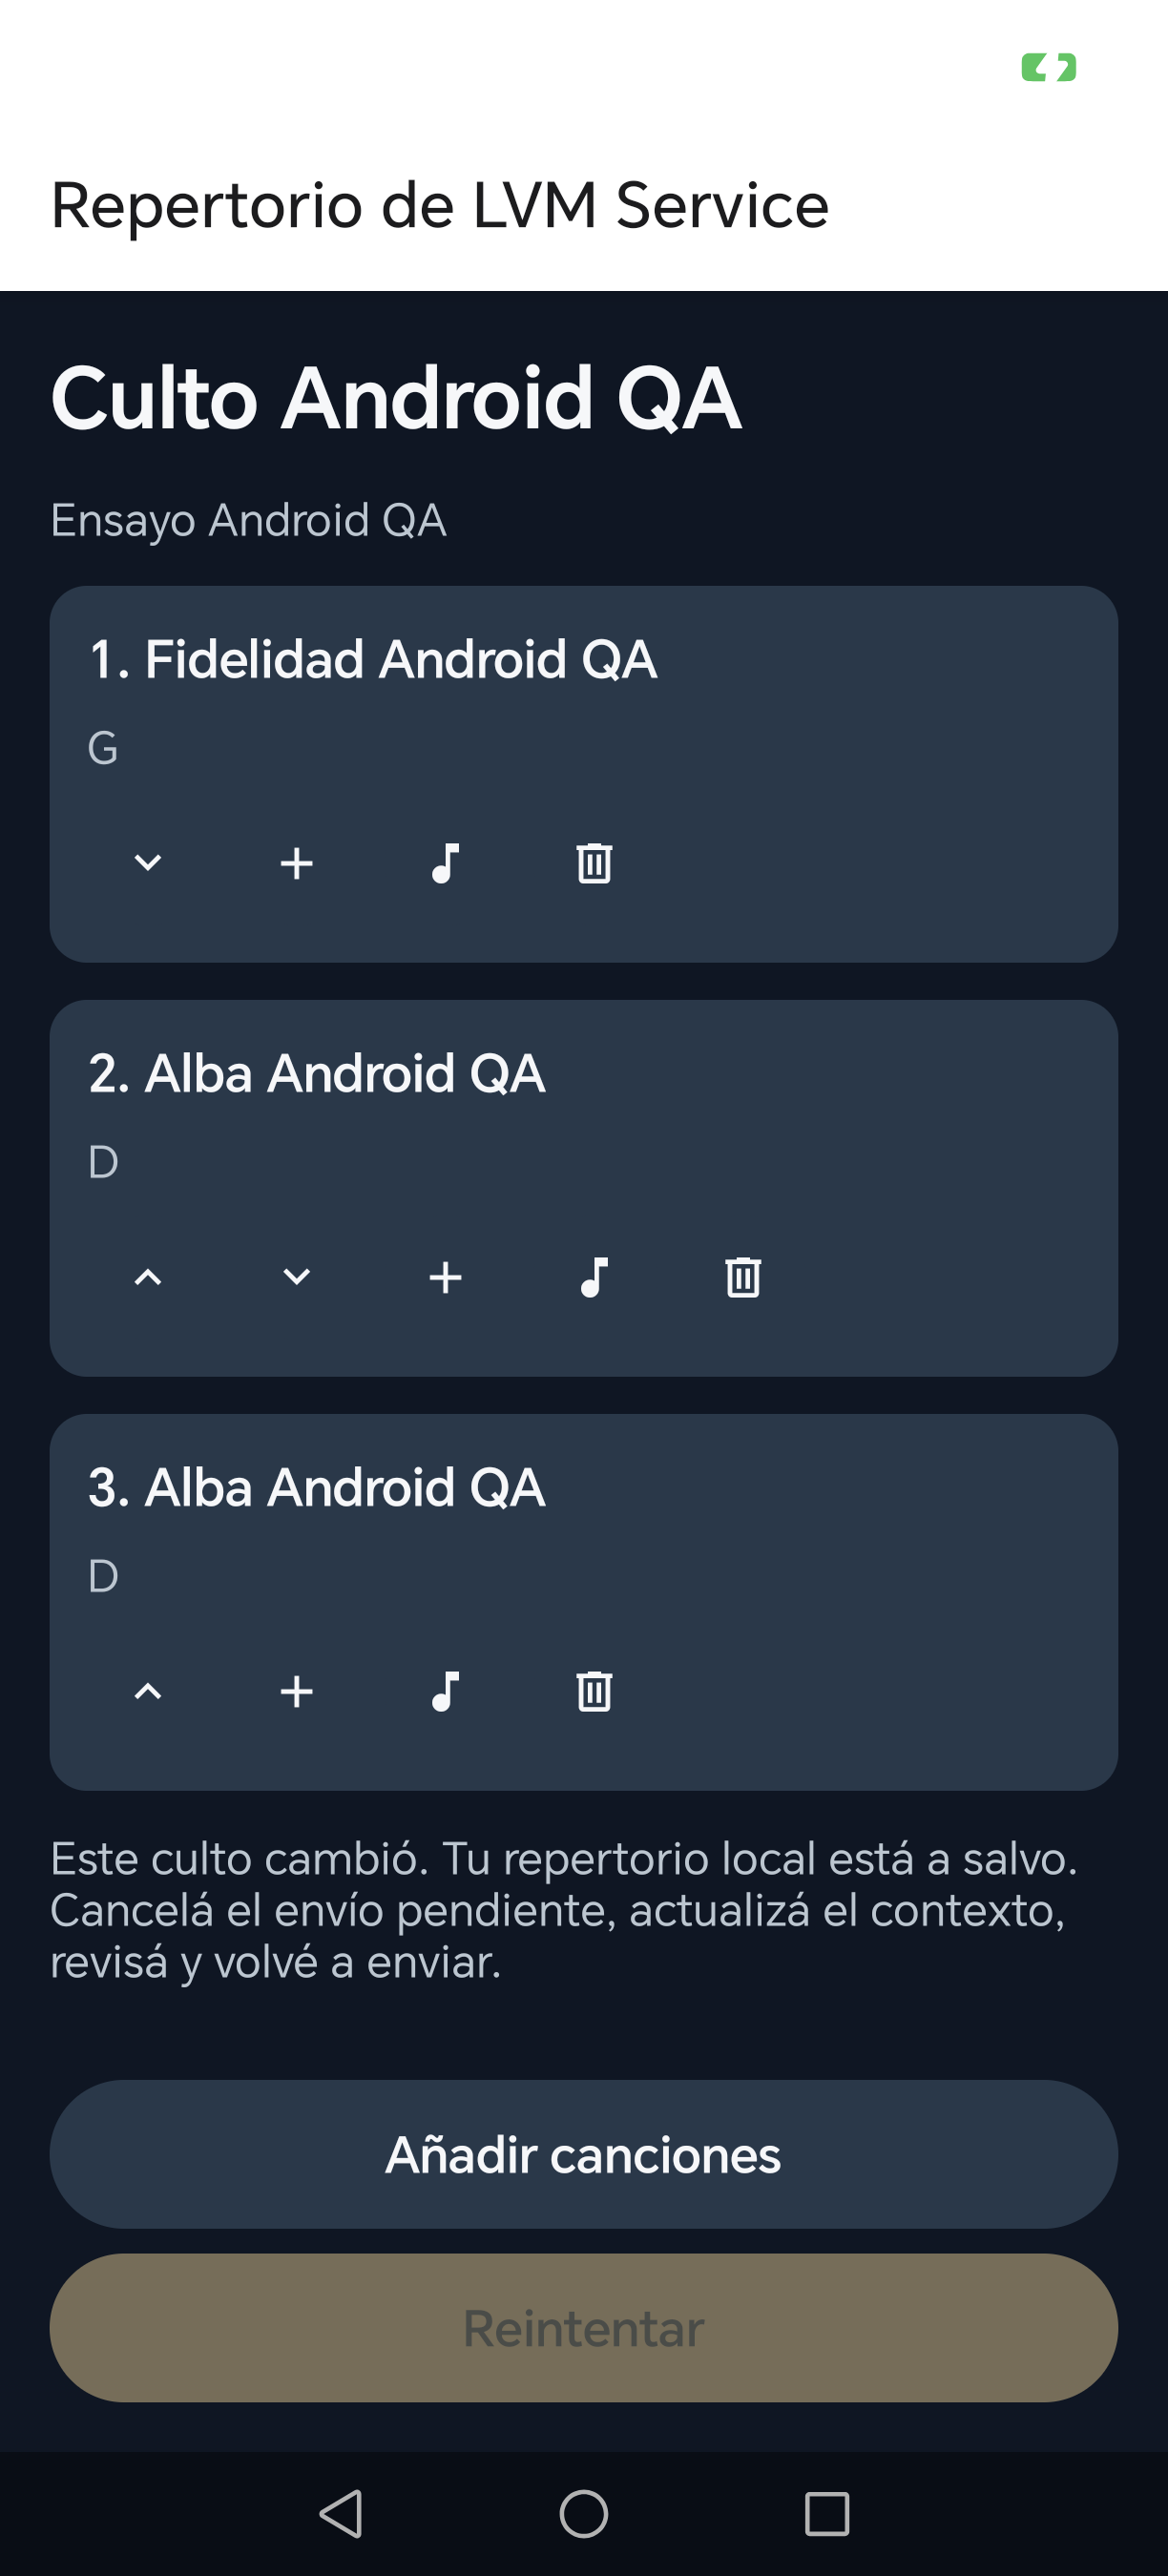 Repertorio de LVM Service
Culto Android QA
Ensayo Android QA
1. Fidelidad Android QA
G
2. Alba Android QA
D
3. Alba Android QA
D
Este culto cambió. Tu repertorio local está a salvo.
Cancelá el envío pendiente, actualizá el contexto,
revisá y volvé a enviar.
Añadir canciones
Reintentar